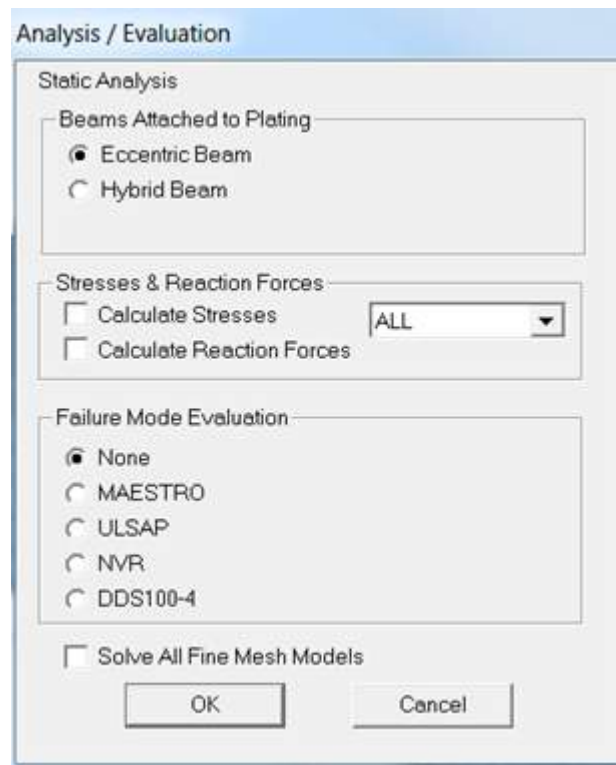 Analysis / Evaluation
Static Analysis
Beams Attached to Plating
Eccentric Beam
Hybrid Beam
Stresses & Reaction Forces
Calculate Stresses
ALL
Calculate Reaction Forces
Failure Mode Evaluation
None
MAESTRO
ULSAP
NVR
DDS100-4
Solve All Fine Mesh Models
OK
Cancel